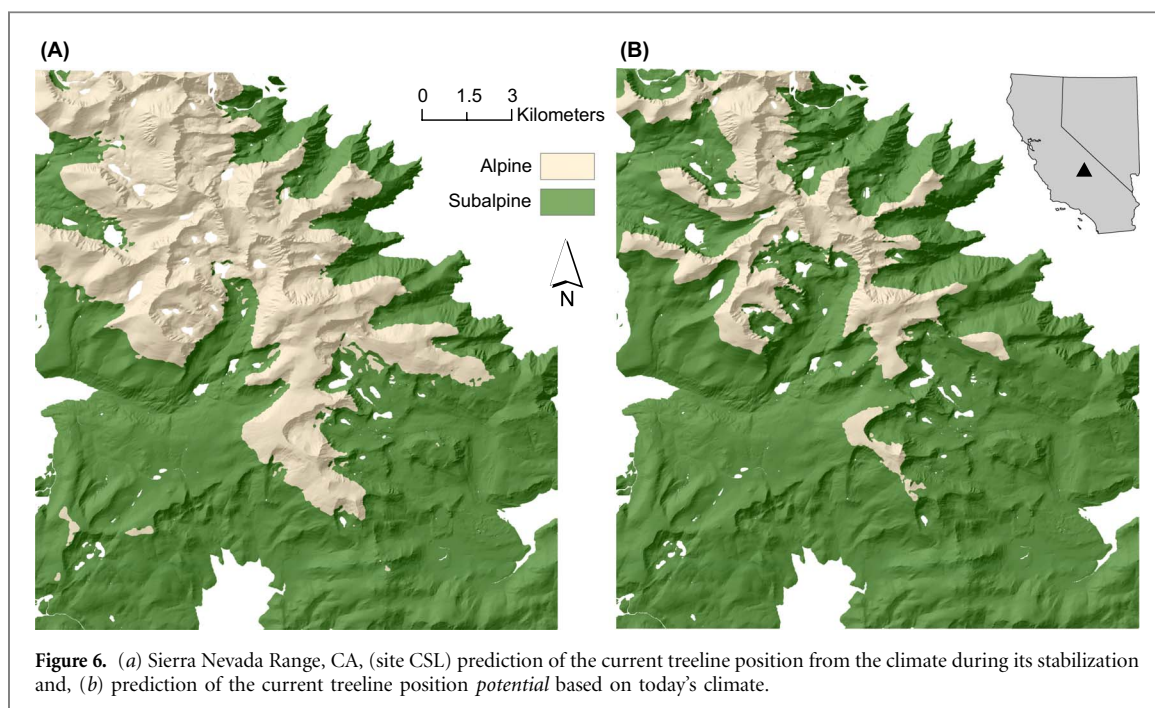 (A)
(B)
0 1.5 3
Kilometers
Alpine
Subalpine
N
Figure 6. (a) Sierra Nevada Range, CA, (site CSL) prediction of the current treeline position from the climate during its stabilization
and, (b) prediction of the current treeline position potential based on today's climate.